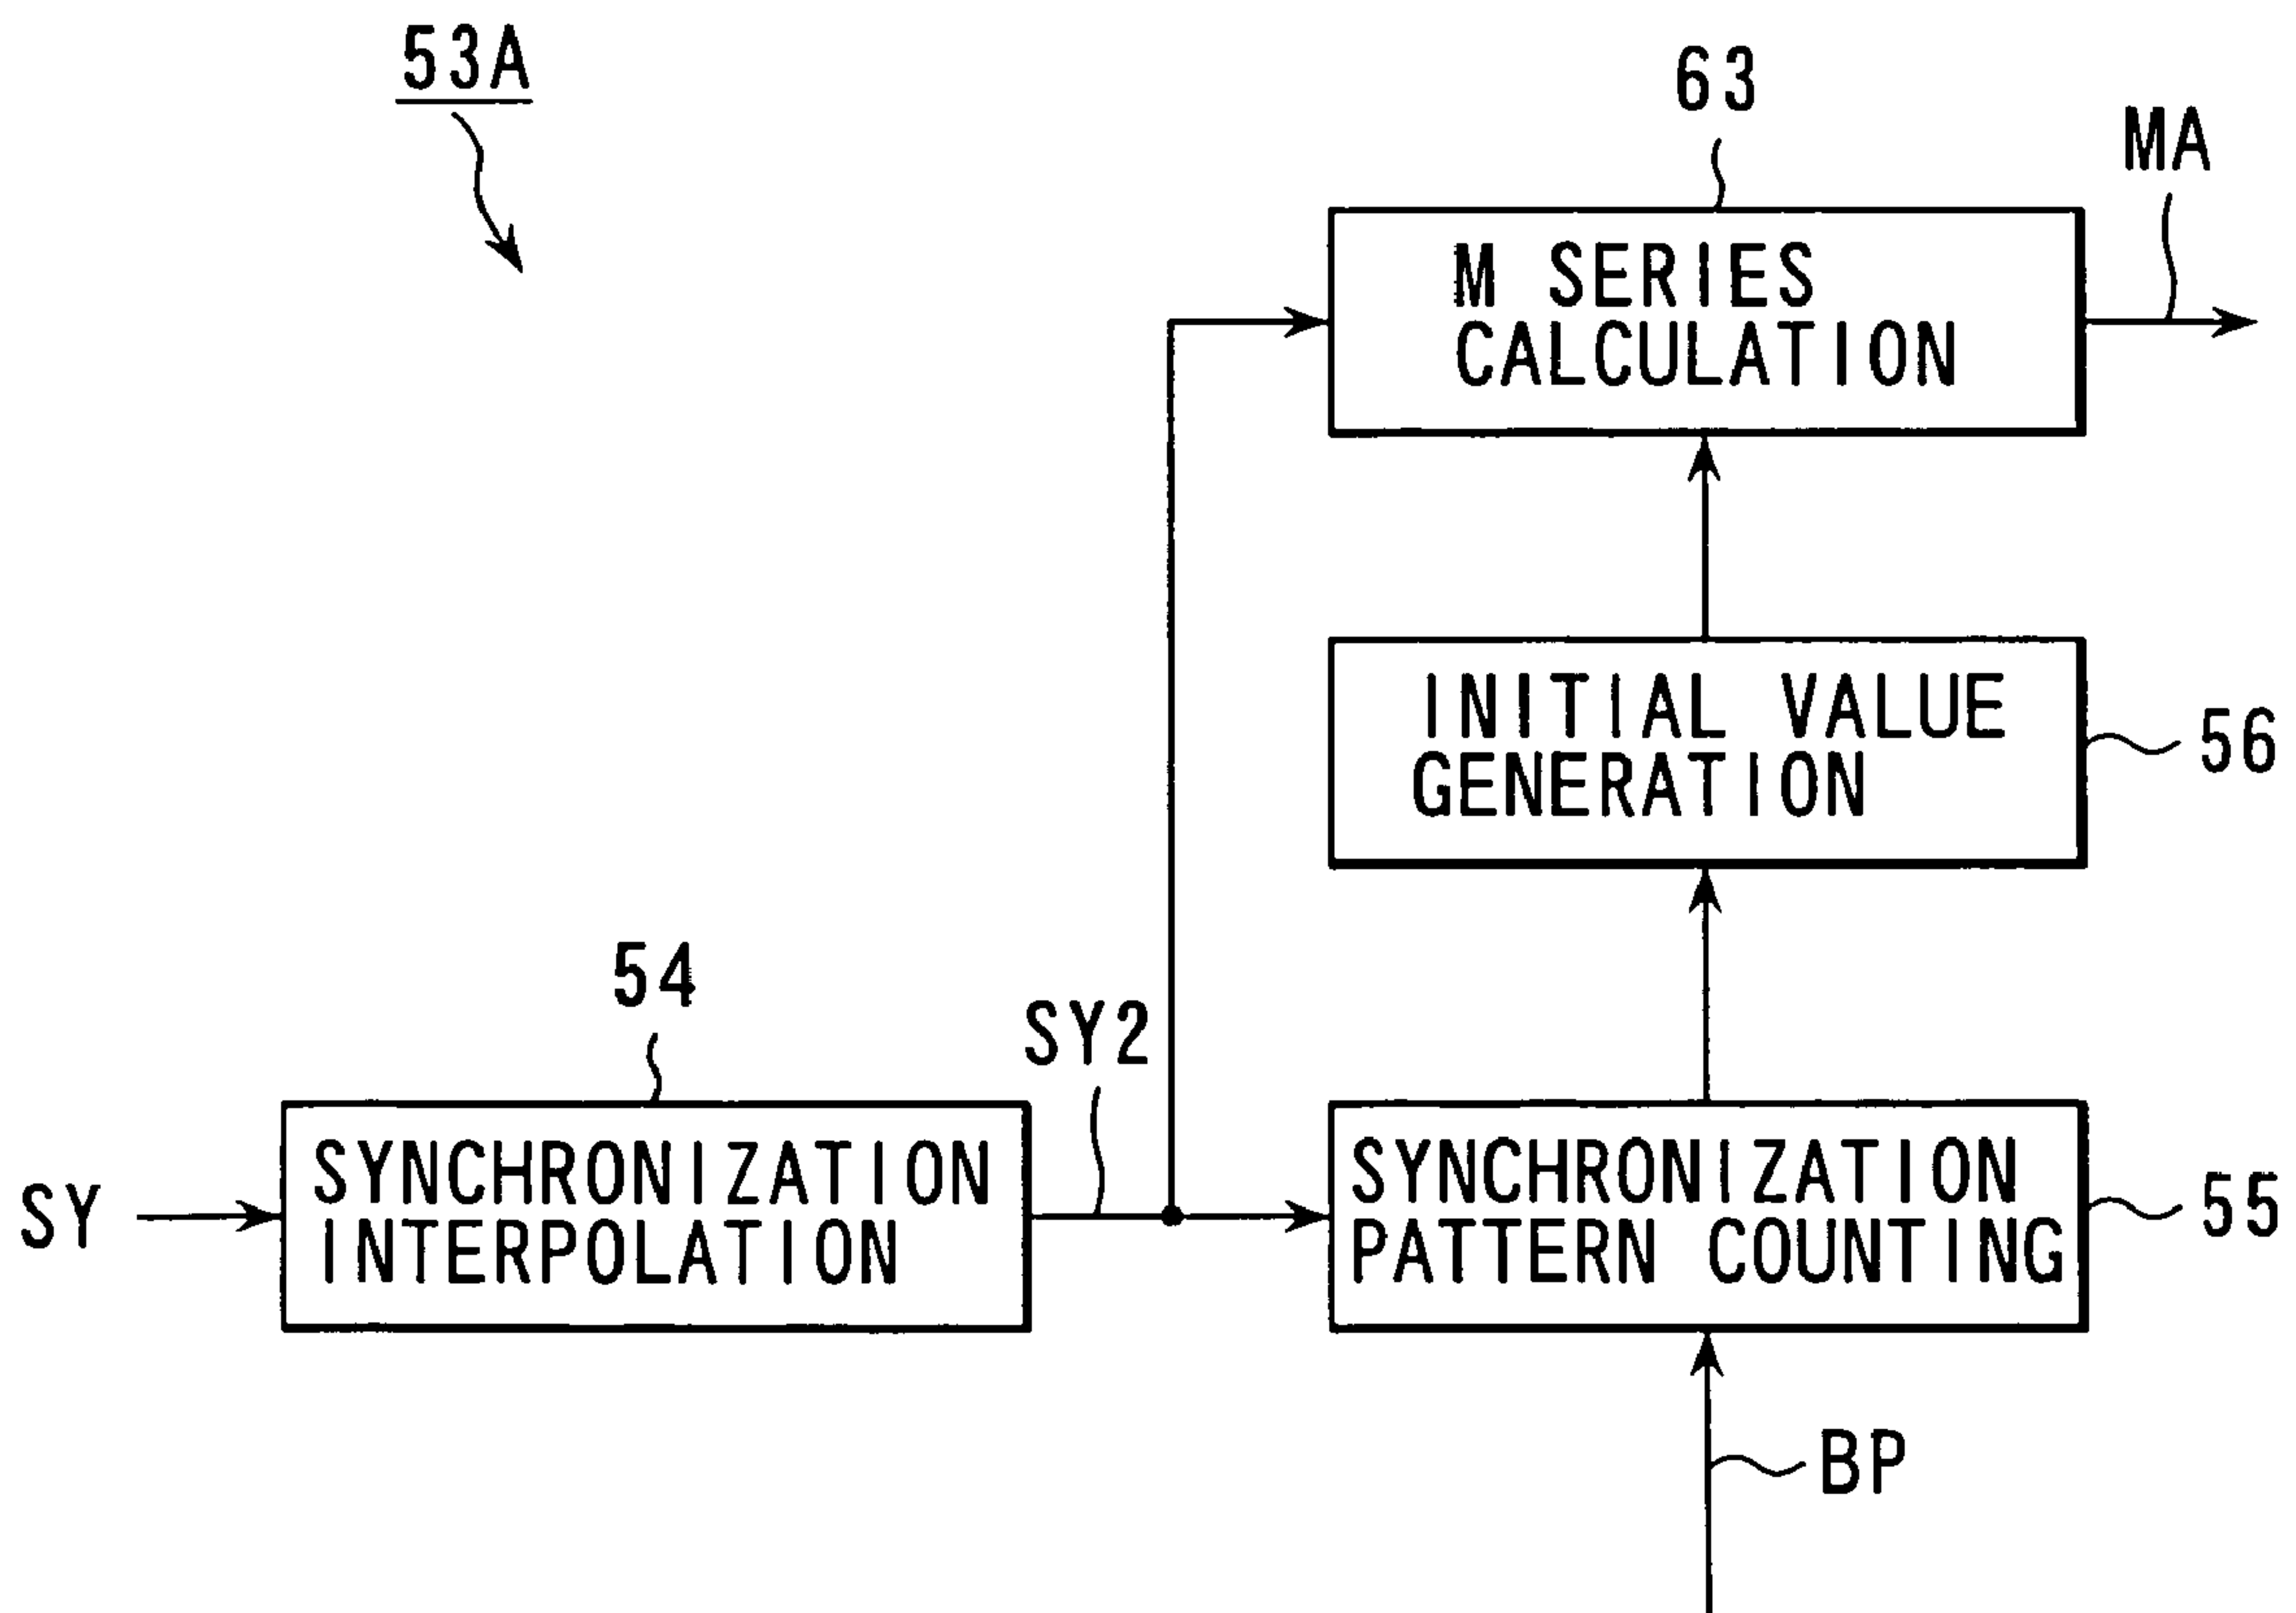 53A
63
MA
M SERIES
CALCULATION
INITIAL VALUE
GENERATION
56
54
SY2
SY
SYNCHRONIZATION
INTERPOLATION
SYNCHRONIZATION
PATTERN COUNTING
55
BP